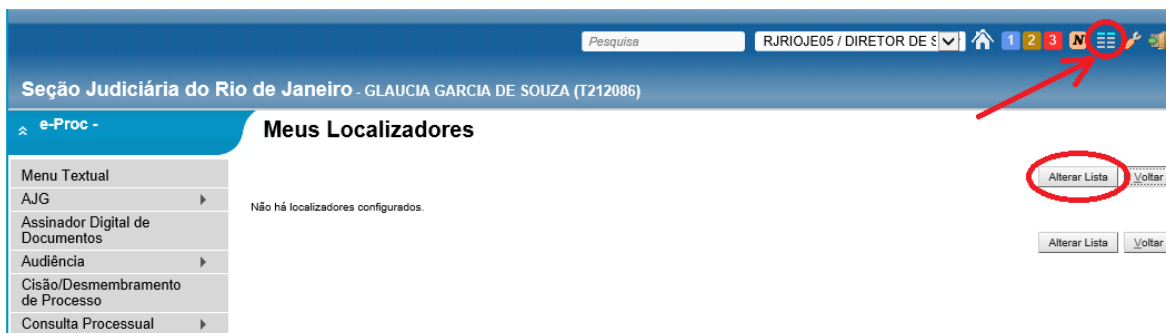 Pesquisa
RJRIOJE05 / DIRETOR DE S
1 2 3 N
Seção Judiciária do Rio de Janeiro - GLAUCIA GARCIA DE SOUZA (T212086)
e-Proc -
Meus Localizadores
Menu Textual
Alterar Lista Voltar
AJG
Não há localizadores configurados.
Assinador Digital de
Documentos
Alterar Lista Voltar
Audiência
Cisão/Desmembramento
de Processo
Consulta Processual